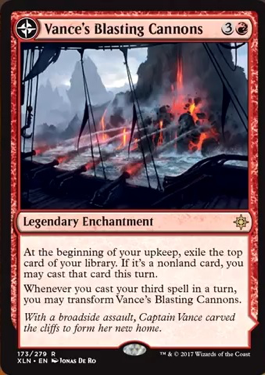 Vance's Blasting Cannons 3
Legendary Enchantment
At the beginning of your upkeep, exile the top
card of your library. If it's a nonland card, you
may cast that card this turn.
Whenever you cast your third spell in a turn,
you may transform Vance's Blasting Cannons.
With a broadside assault, Captain Vance carved
the cliffs to form her new home.
173/279 R
XLN • EN Jonas De Ro
™ & © 2017 Wizards of the Coast